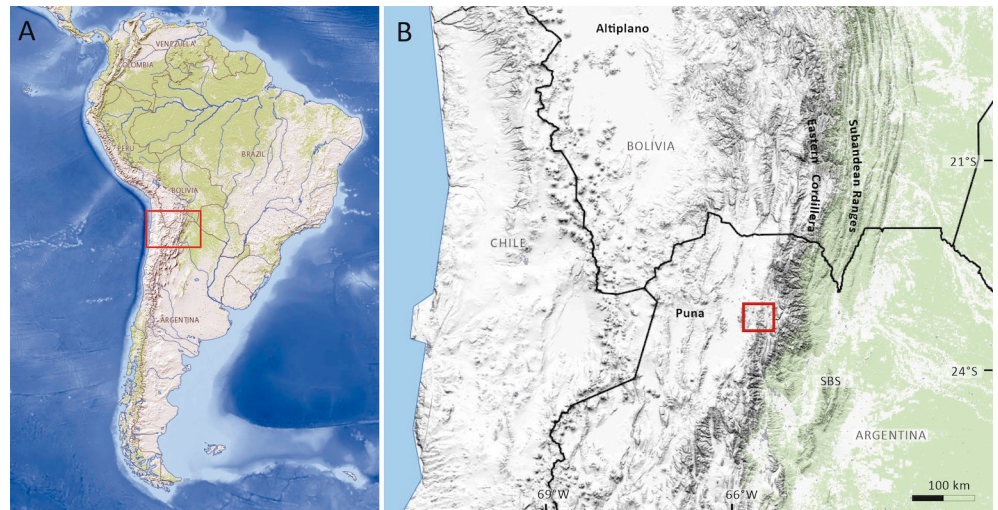 A
VENEZUELA
COLOMBIA
PERU
BRAZIL
BOLIVIA
ARGENTINA
B
Altiplano
BOLIVIA
Eastern Cordillera
Subandean Ranges
21°S
CHILE
Puna
24°S
SBS
ARGENTINA
69°W
66°W
100 km